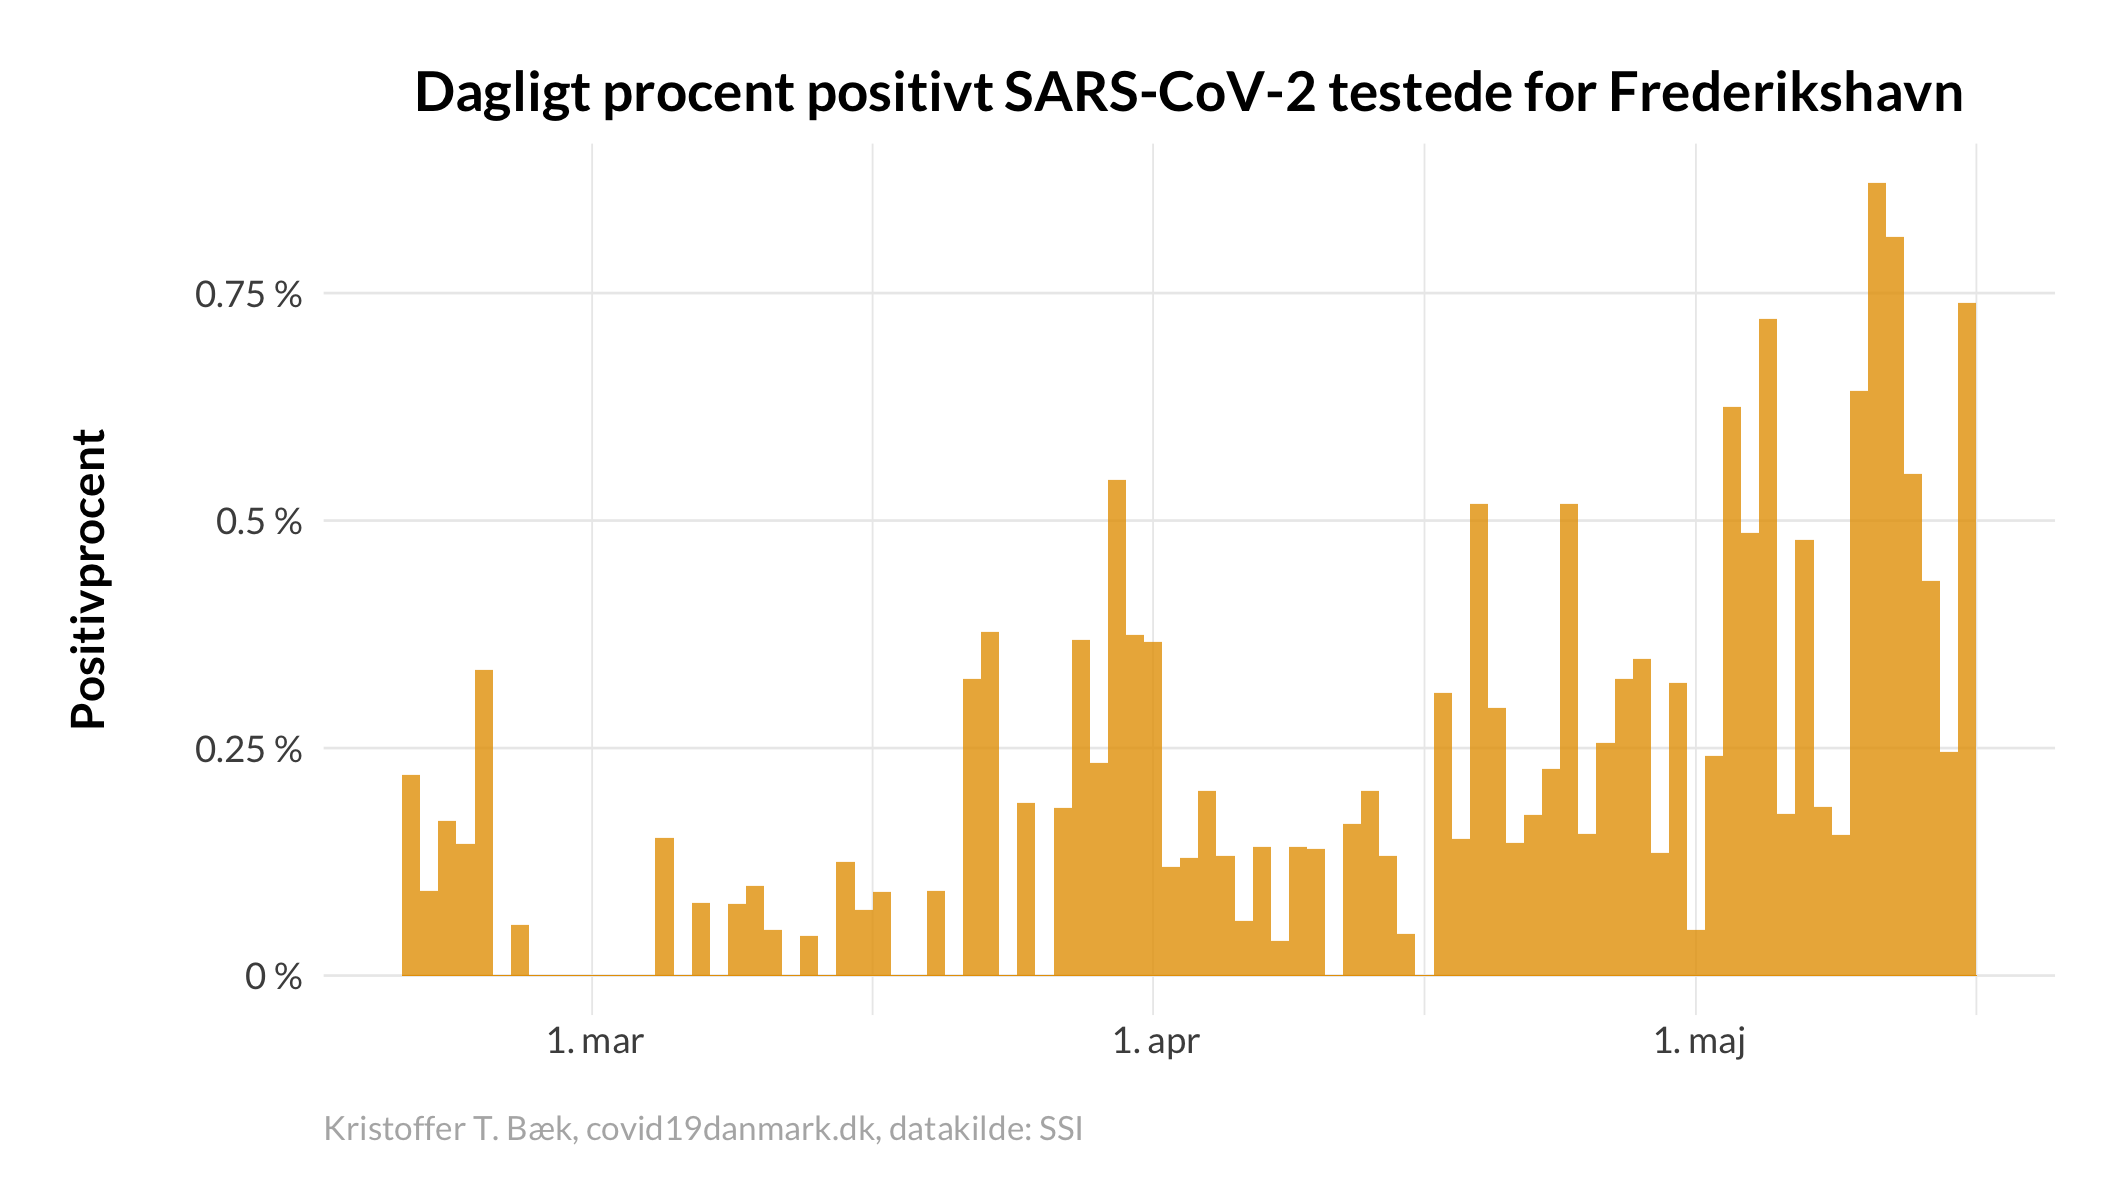 Dagligt procent positivt SARS-CoV-2 testede for Frederikshavn
Positivprocent
0.75 %
0.5 %
0.25 %
0 %
1. mar
1. apr
1. maj
Kristoffer T. Bæk, covid19danmark.dk, datakilde: SSI